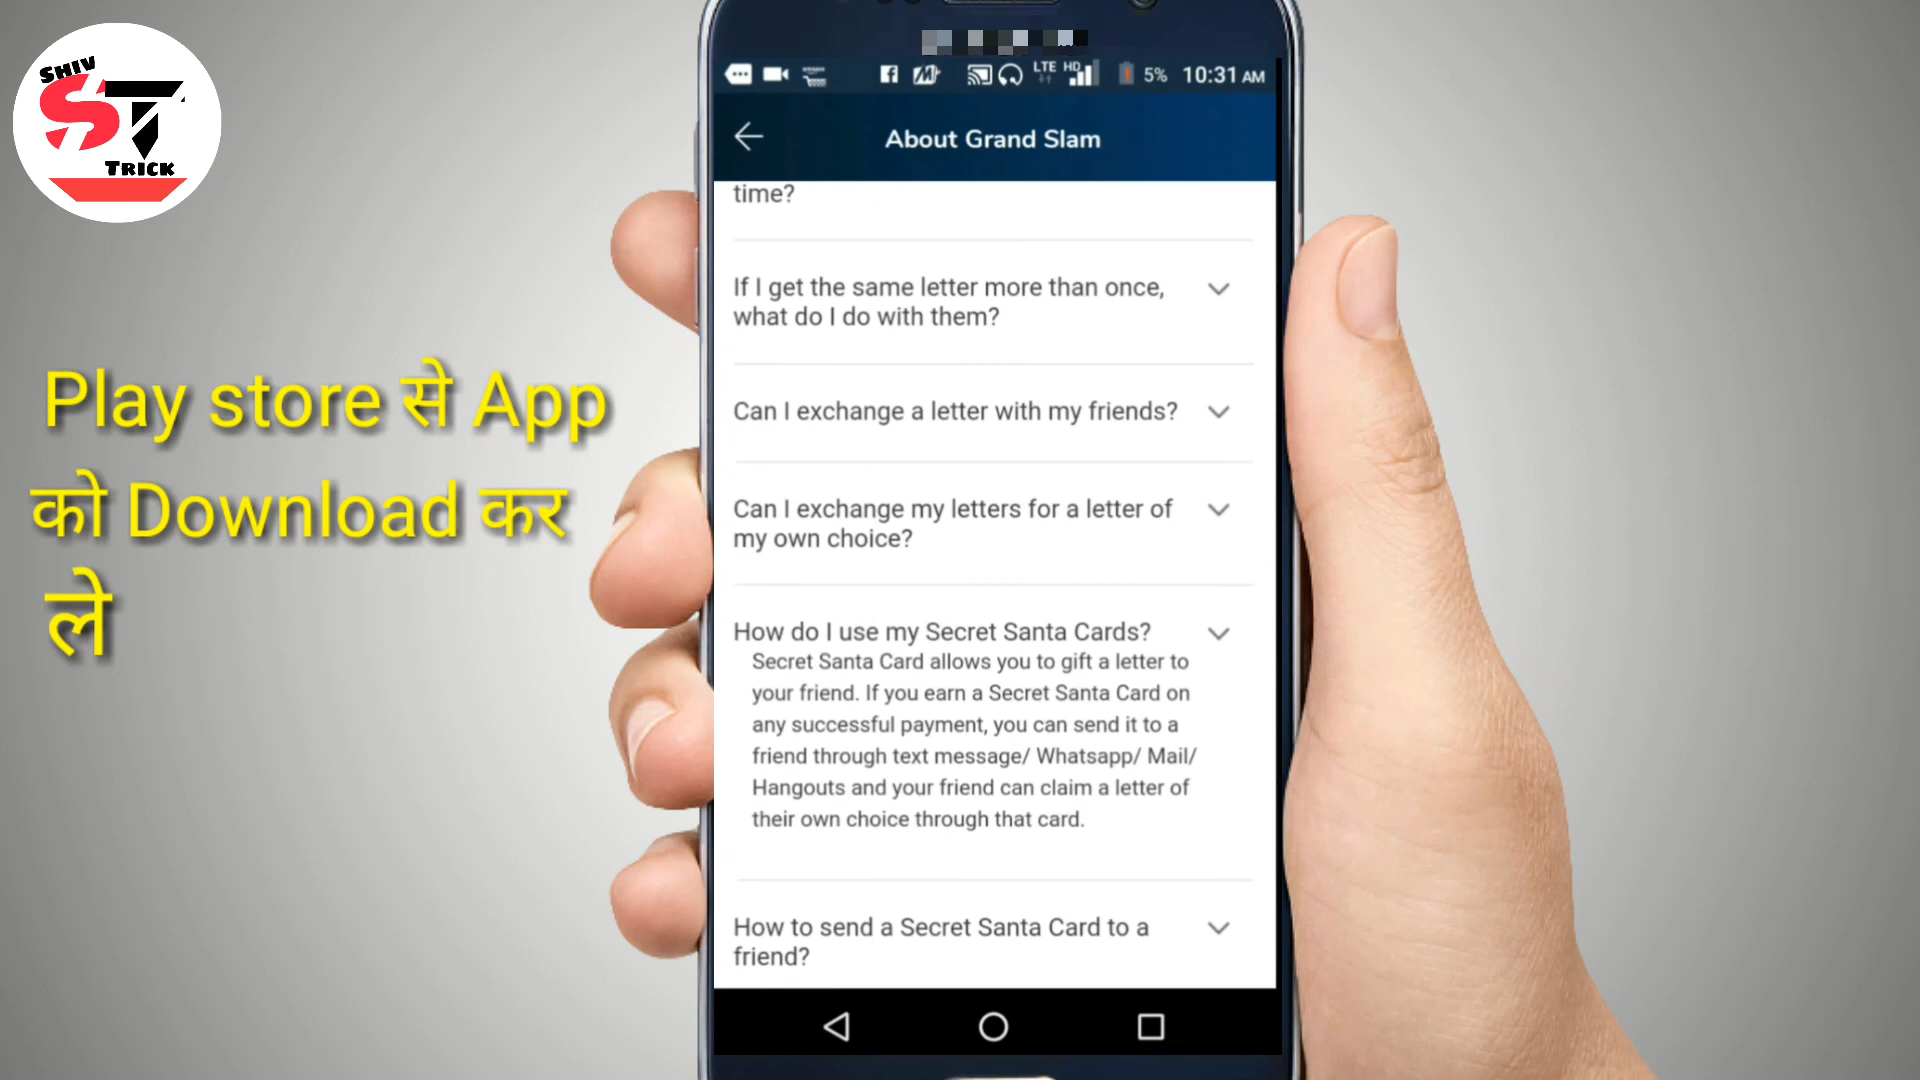 SHIV
ST
TRICK
Play store से App
को Download कर
ले
LTE HD 5% 10:31 AM
About Grand Slam
time?
If I get the same letter more than once,
what do I do with them?
Can I exchange a letter with my friends?
Can I exchange my letters for a letter of
my own choice?
How do I use my Secret Santa Cards?
Secret Santa Card allows you to gift a letter to
your friend. If you earn a Secret Santa Card on
any successful payment, you can send it to a
friend through text message/ Whatsapp/ Mail/
Hangouts and your friend can claim a letter of
their own choice through that card.
How to send a Secret Santa Card to a
friend?